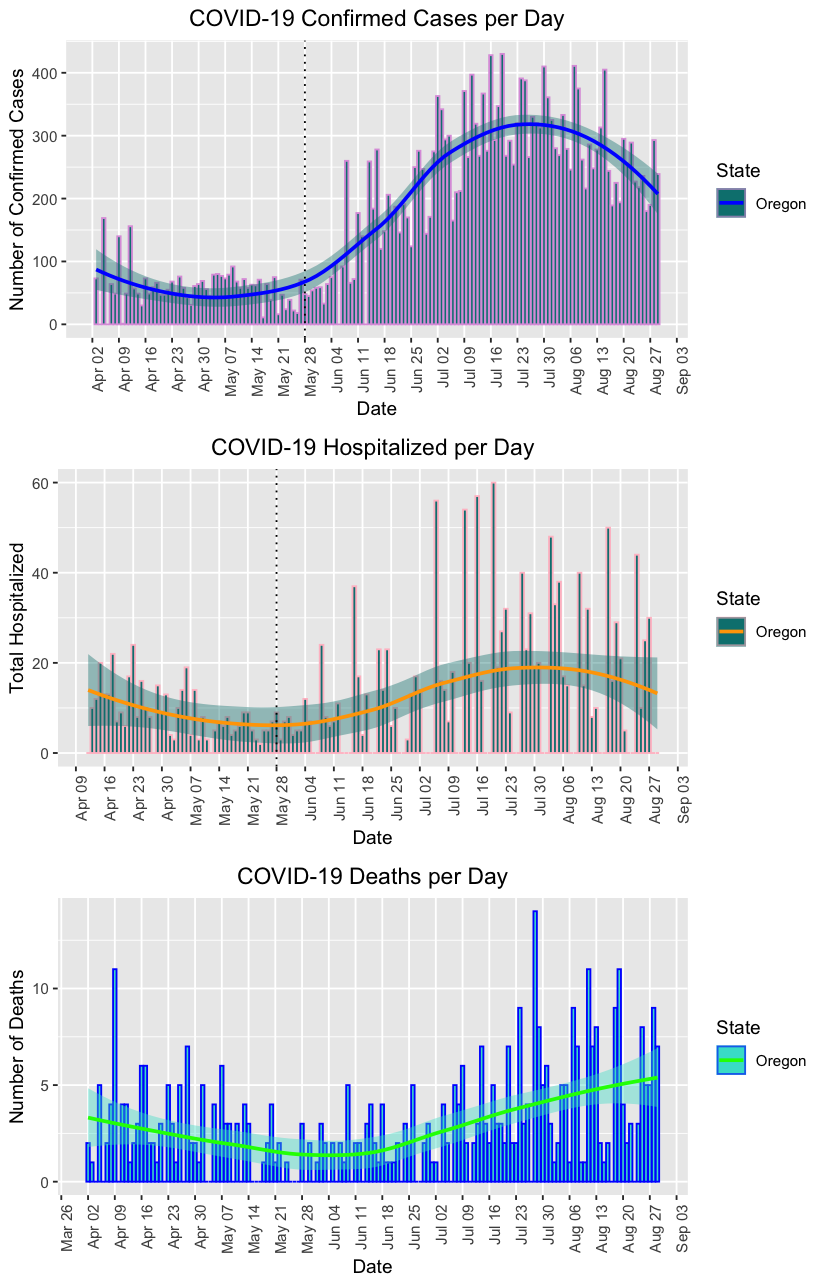 COVID-19 Confirmed Cases per Day
Number of Confirmed Cases
400
300
200
100
0
Apr 02
Apr 09
Apr 16
Apr 23
Apr 30
May 07
May 14
May 21
May 28
Jun 04
Jun 11
Jun 18
Jun 25
Jul 02
Jul 09
Jul 16
Jul 23
Jul 30
Aug 06
Aug 13
Aug 20
Aug 27
Sep 03
Date
State
Oregon
COVID-19 Hospitalized per Day
Total Hospitalized
60
40
20
0
Apr 09
Apr 16
Apr 23
Apr 30
May 07
May 14
May 21
May 28
Jun 04
Jun 11
Jun 18
Jun 25
Jul 02
Jul 09
Jul 16
Jul 23
Jul 30
Aug 06
Aug 13
Aug 20
Aug 27
Sep 03
Date
State
Oregon
COVID-19 Deaths per Day
Number of Deaths
10
5
0
Mar 26
Apr 02
Apr 09
Apr 16
Apr 23
Apr 30
May 07
May 14
May 21
May 28
Jun 04
Jun 11
Jun 18
Jun 25
Jul 02
Jul 09
Jul 16
Jul 23
Jul 30
Aug 06
Aug 13
Aug 20
Aug 27
Sep 03
Date
State
Oregon